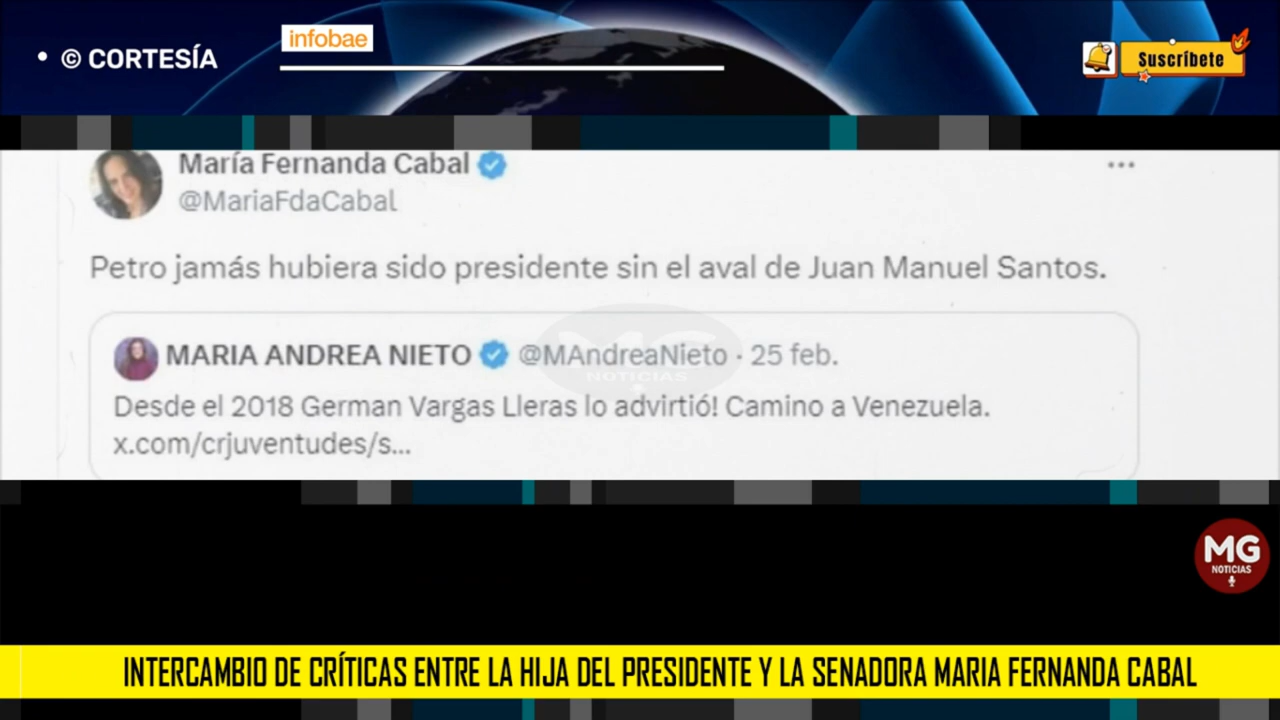 • © CORTESÍA
infobae
Suscríbete
María Fernanda Cabal
@MariaFdaCabal
Petro jamás hubiera sido presidente sin el aval de Juan Manuel Santos.
MARIA ANDREA NIETO @MAndreaNieto · 25 feb.
Desde el 2018 German Vargas Lleras lo advirtió! Camino a Venezuela.
x.com/crjuventudes/s...
MG
NOTICIAS
MG
NOTICIAS
INTERCAMBIO DE CRÍTICAS ENTRE LA HIJA DEL PRESIDENTE Y LA SENADORA MARIA FERNANDA CABAL